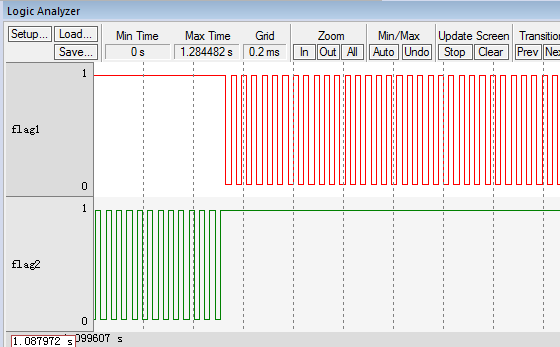 Logic Analyzer
Setup... Load... Min Time Max Time Grid Zoom Min/Max Update Screen Transition
Save... 0 s 1.284482 s 0.2 ms In Out All Auto Undo Stop Clear Prev Nex
1
flag1
0
1
flag2
0
1.087972 s 099607 s